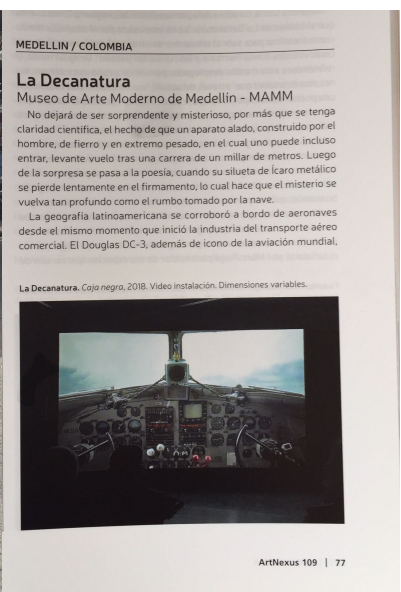 MEDELLIN / COLOMBIA
La Decanatura
Museo de Arte Moderno de Medellín - MAMM
No dejará de ser sorprendente y misterioso, por más que se tenga
claridad científica, el hecho de que un aparato alado, construido por el
hombre, de fierro y en extremo pesado, en el cual uno puede incluso
entrar, levante vuelo tras una carrera de un millar de metros. Luego
de la sorpresa se pasa a la poesía, cuando su silueta de Ícaro metálico
se pierde lentamente en el firmamento, lo cual hace que el misterio se
vuelva tan profundo como el rumbo tomado por la nave.
La geografía latinoamericana se corroboró a bordo de aeronaves
desde el mismo momento que inició la industria del transporte aéreo
comercial. El Douglas DC-3, además de icono de la aviación mundial,
La Decanatura. Caja negra, 2018. Video instalación. Dimensiones variables.
ArtNexus 109 | 77